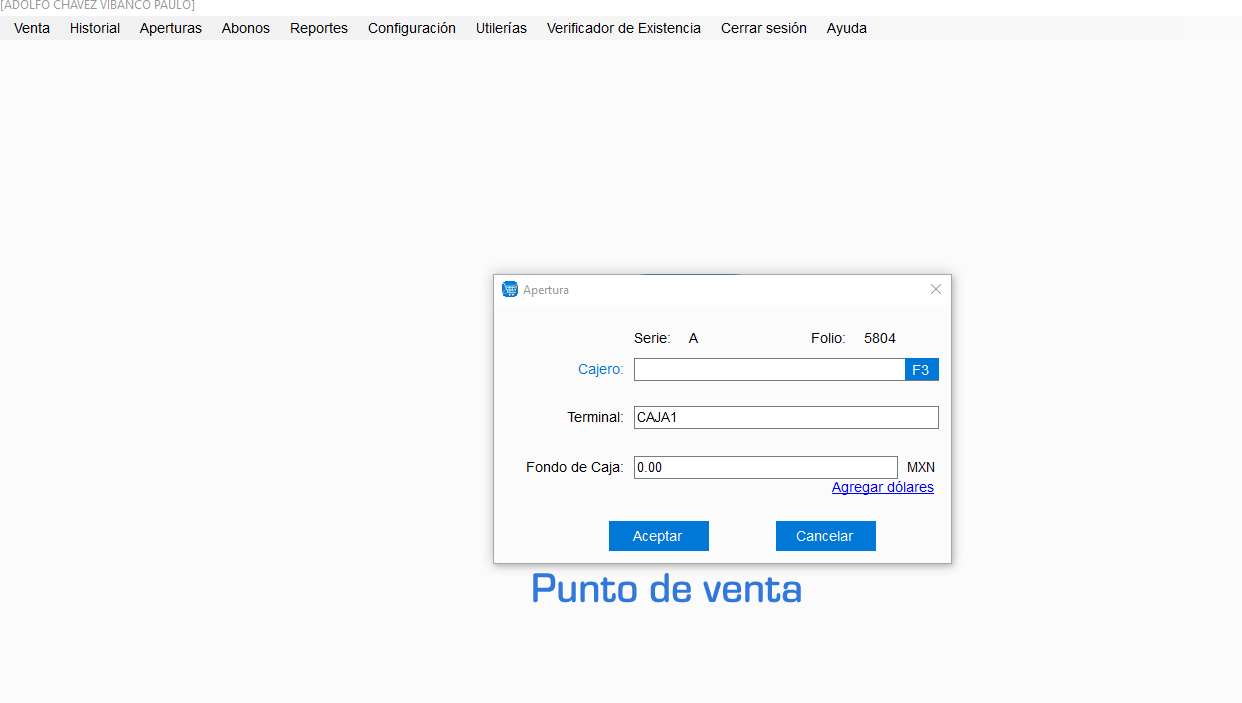 [ADOLFO CHAVEZ VIBANCO PAULO]
Venta Historial Aperturas Abonos Reportes Configuración Utilerías Verificador de Existencia Cerrar sesión Ayuda
Apertura
Serie: A Folio: 5804
Cajero: F3
Terminal: CAJA1
Fondo de Caja: 0.00 MXN
Agregar dólares
Aceptar Cancelar
Punto de venta